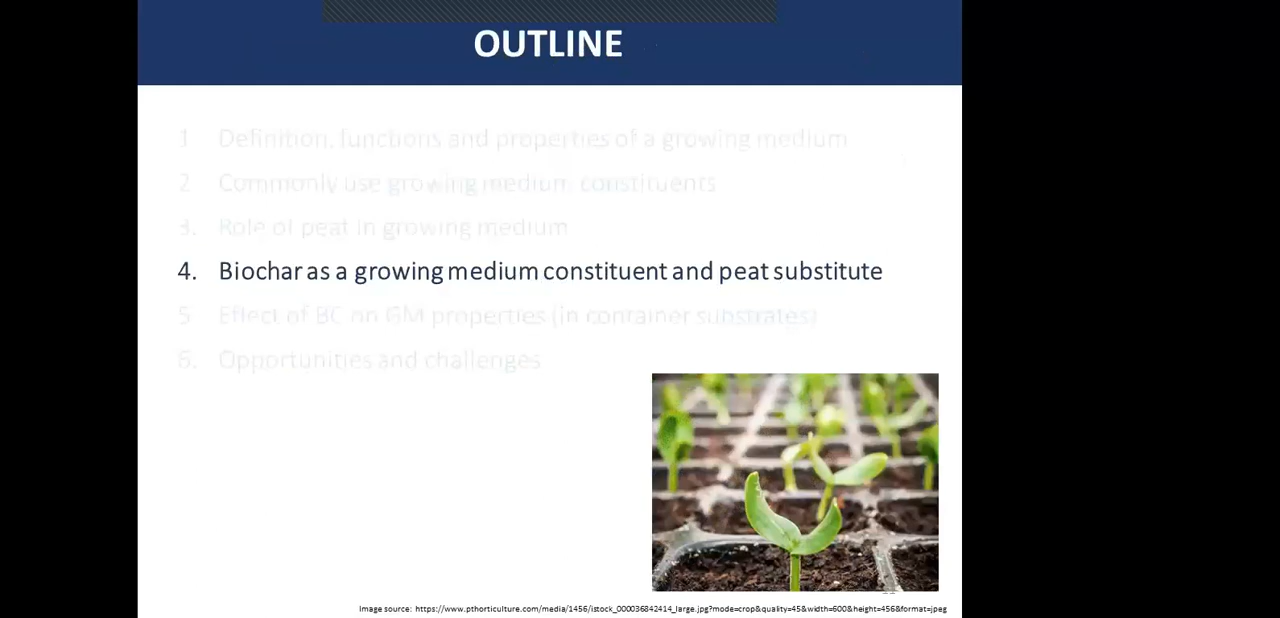 OUTLINE
1 Definition, functions and properties of a growing medium
2 Commonly use growing medium constituents
3. Role of peat in growing medium
4. Biochar as a growing medium constituent and peat substitute
5 Effect of BC on GM properties (in container substrates)
6. Opportunities and challenges
Image source: https://www.pthorticulture.com/media/1456/istock_000036842414_large.jpg?mode=crop&quality=45&width=600&height=456&format=jpeg